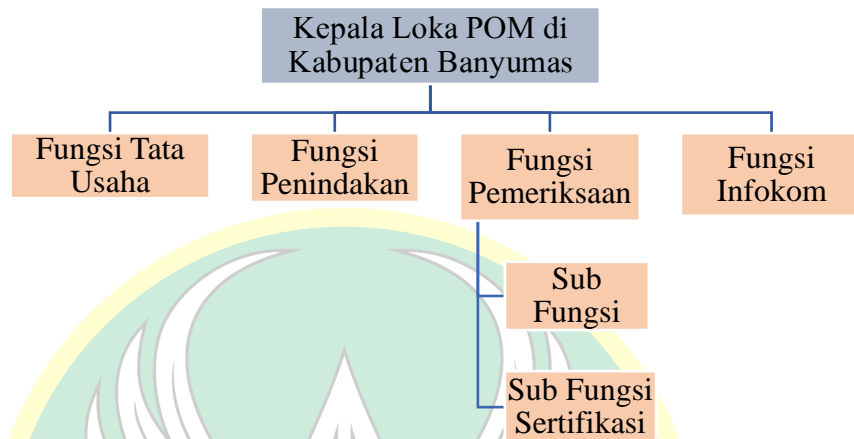 Kepala Loka POM di
Kabupaten Banyumas
Fungsi Tata
Usaha
Fungsi
Penindakan
Fungsi
Pemeriksaan
Fungsi
Infokom
Sub
Fungsi
Sub Fungsi
Sertifikasi